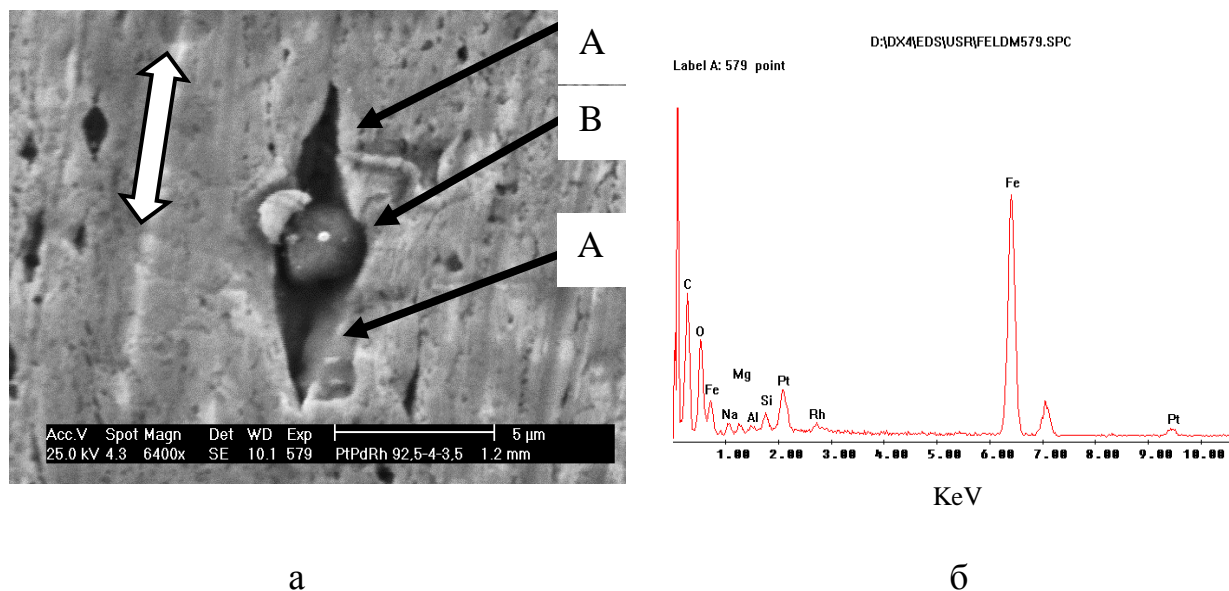 A
B
A
Acc.V Spot Magn Det WD Exp 5 µm
25.0 kV 4.3 6400x SE 10.1 579 PtPdRh 92,5-4-3,5 1.2 mm
D:\DX4\EDS\USR\FELDM579.SPC
Label A: 579 point
C
O
Fe
Na
Mg
Al
Si
Pt
Rh
Fe
Pt
1.00 2.00 3.00 4.00 5.00 6.00 7.00 8.00 9.00 10.00
KeV
а
б